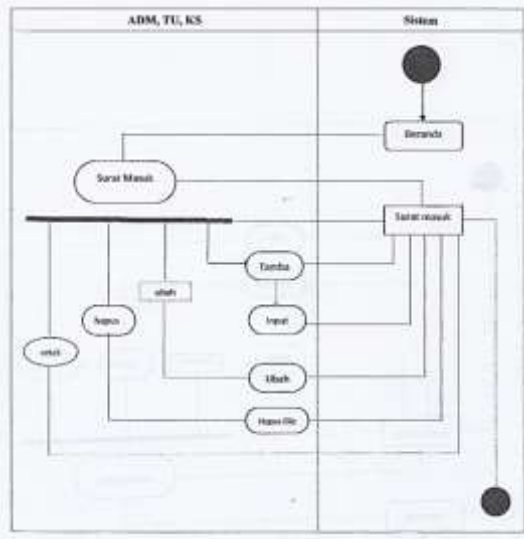 ADM, TU, KS
Sistem
Beranda
Surat Masuk
Surat masuk
Tamba
ubah
hapus
Input
cetak
Ubah
Hapus file